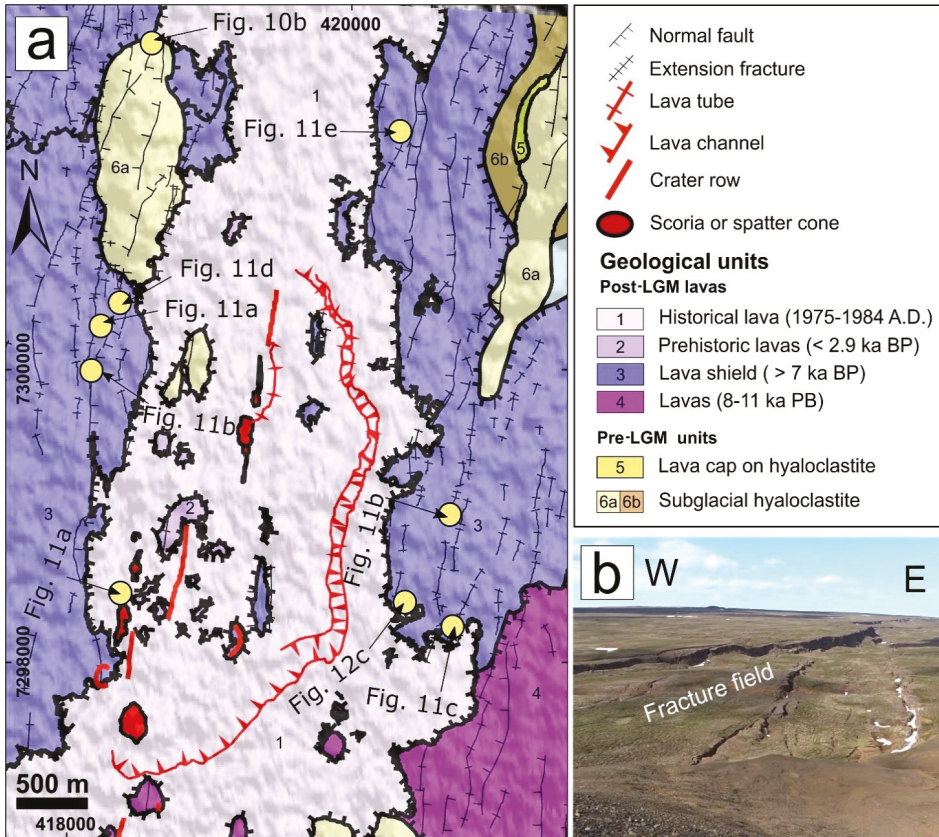 a
420000
Fig. 10b
1
Fig. 11e
5
6b
6a
N
6a
Fig. 11d
Fig. 11a
7300000
Fig. 11b
2
3
Fig. 11b
3
Fig. 11a
7298000
Fig. 12c
Fig. 11c
4
1
500 m
418000
Normal fault
Extension fracture
Lava tube
Lava channel
Crater row
Scoria or spatter cone
Geological units
Post-LGM lavas
1 Historical lava (1975-1984 A.D.)
2 Prehistoric lavas (< 2.9 ka BP)
3 Lava shield ( > 7 ka BP)
4 Lavas (8-11 ka PB)
Pre-LGM units
5 Lava cap on hyaloclastite
6a 6b Subglacial hyaloclastite
b W E
Fracture field